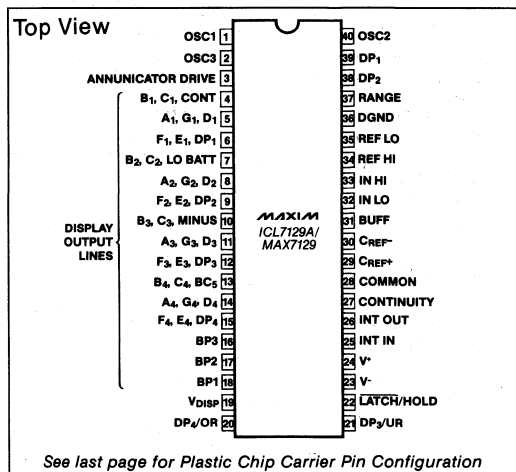 Top View
OSC1 1
OSC3 2
ANNUNICATOR DRIVE 3
B1, C1, CONT 4
A1, G1, D1 5
F1, E1, DP1 6
B2, C2, LO BATT 7
A2, G2, D2 8
F2, E2, DP2 9
B3, C3, MINUS 10
A3, G3, D3 11
F3, E3, DP3 12
B4, C4, BC5 13
A4, G4, D4 14
F4, E4, DP4 15
BP3 16
BP2 17
BP1 18
VDISP 19
DP4/OR 20
DISPLAY
OUTPUT
LINES
MAXIM
ICL7129A/
MAX7129
40 OSC2
39 DP1
38 DP2
37 RANGE
36 DGND
35 REF LO
34 REF HI
33 IN HI
32 IN LO
31 BUFF
30 CREF-
29 CREF+
28 COMMON
27 CONTINUITY
26 INT OUT
25 INT IN
24 V+
23 V-
22 LATCH/HOLD
21 DP3/UR
See last page for Plastic Chip Carrier Pin Configuration